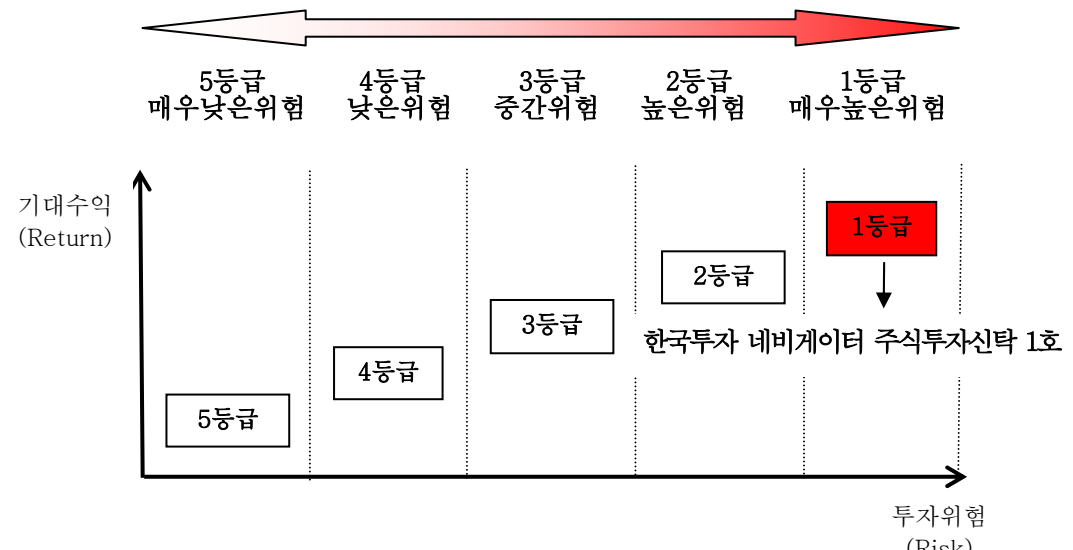 5등급 4등급 3등급 2등급 1등급
매우낮은위험 낮은위험 중간위험 높은위험 매우높은위험
기대수익
(Return)
1등급
2등급
3등급
한국투자 네비게이터 주식투자신탁 1호
4등급
5등급
투자위험
(Risk)